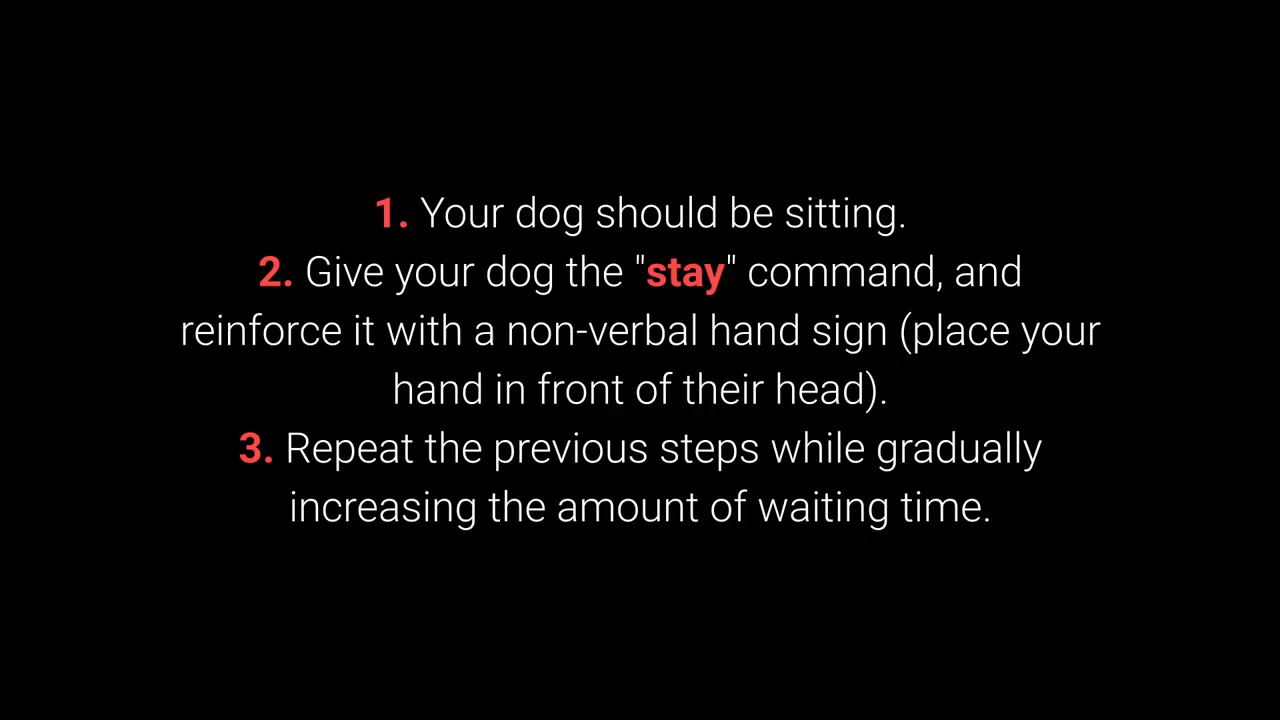 1. Your dog should be sitting.
2. Give your dog the "stay" command, and
reinforce it with a non-verbal hand sign (place your
hand in front of their head).
3. Repeat the previous steps while gradually
increasing the amount of waiting time.